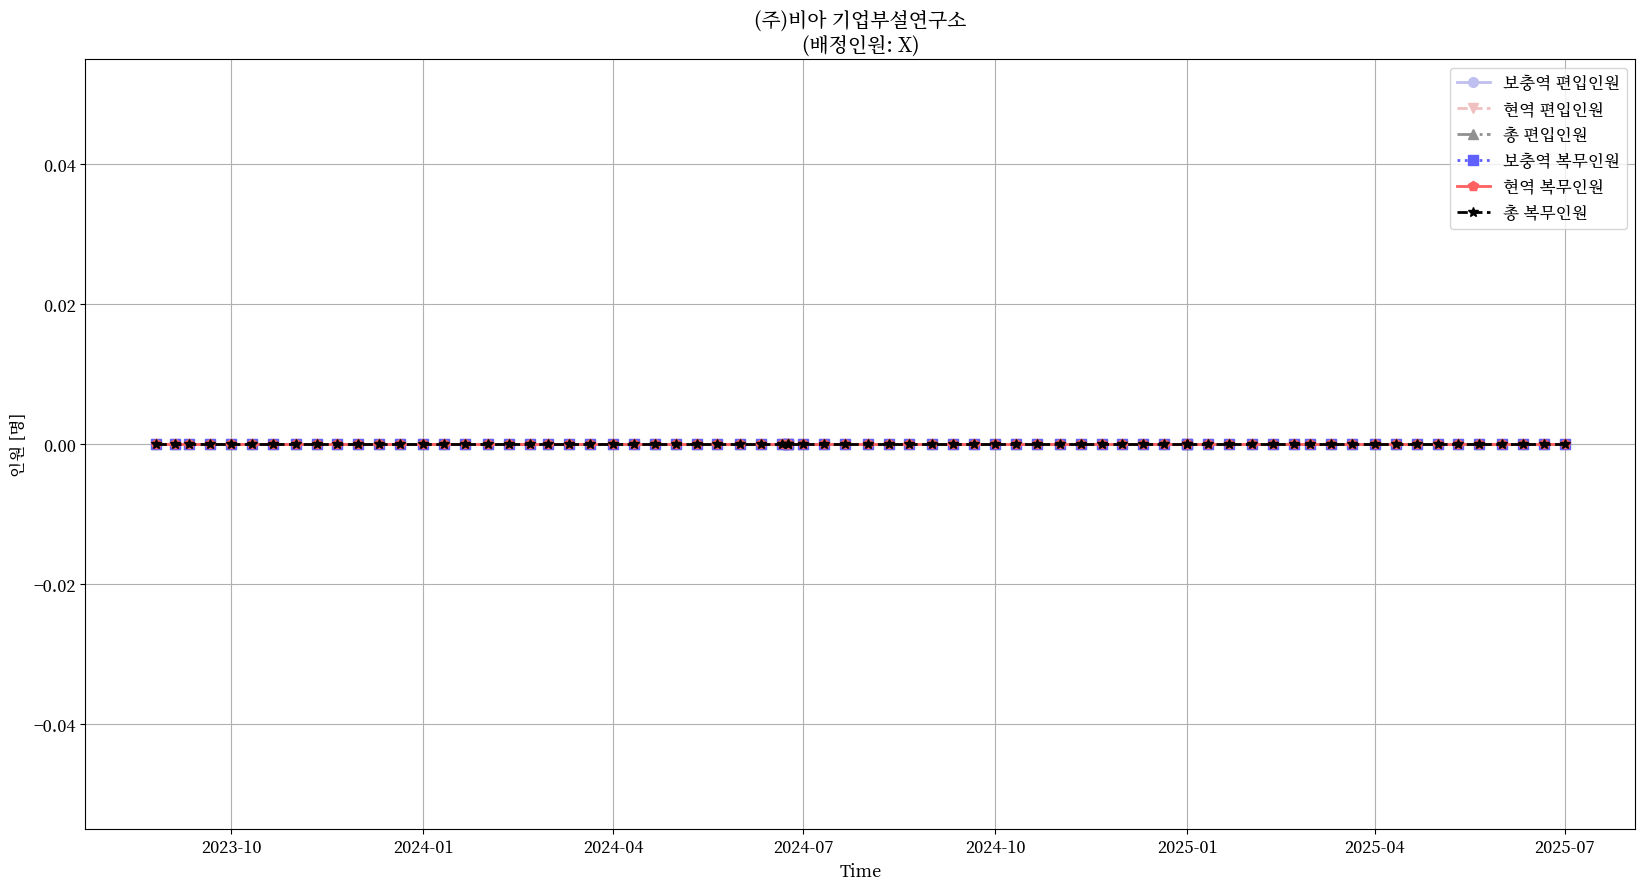 (주)비아 기업부설연구소
(배정인원: X)
보충역 편입인원
현역 편입인원
총 편입인원
보충역 복무인원
현역 복무인원
총 복무인원
0.04
0.02
0.00
−0.02
−0.04
인원 [명]
2023-10 2024-01 2024-04 2024-07 2024-10 2025-01 2025-04 2025-07
Time